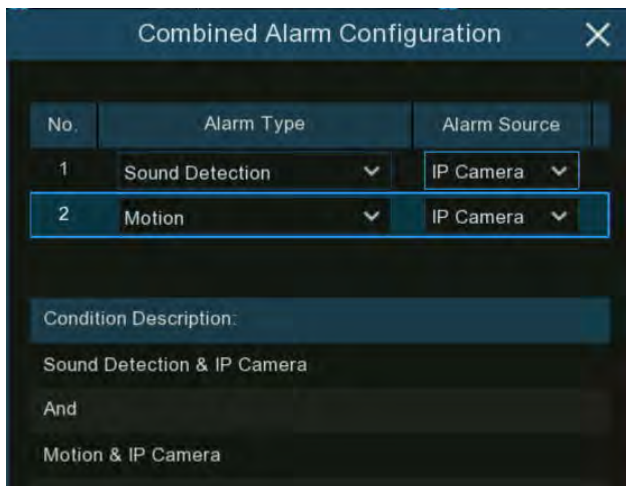 Combined Alarm Configuration
No. Alarm Type Alarm Source
1 Sound Detection IP Camera
2 Motion IP Camera
Condition Description:
Sound Detection & IP Camera
And
Motion & IP Camera